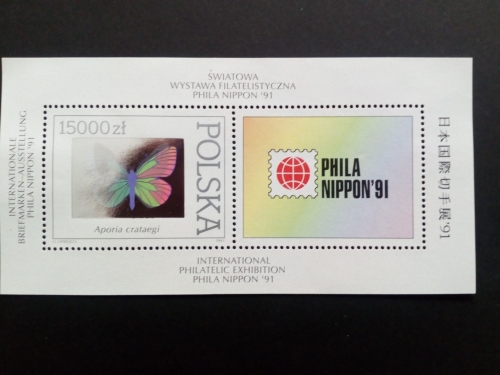 ŚWIATOWA
WYSTAWA FILATELISTYCZNA
PHILA NIPPON '91
INTERNATIONALE
BRIEFMARKEN-AUSSTELLUNG
PHILA NIPPON '91
15000 zł
POLSKA
Aporia crataegi
1991
PHILA
NIPPON'91
日本国際切手展'91
INTERNATIONAL
PHILATELIC EXHIBITION
PHILA NIPPON '91